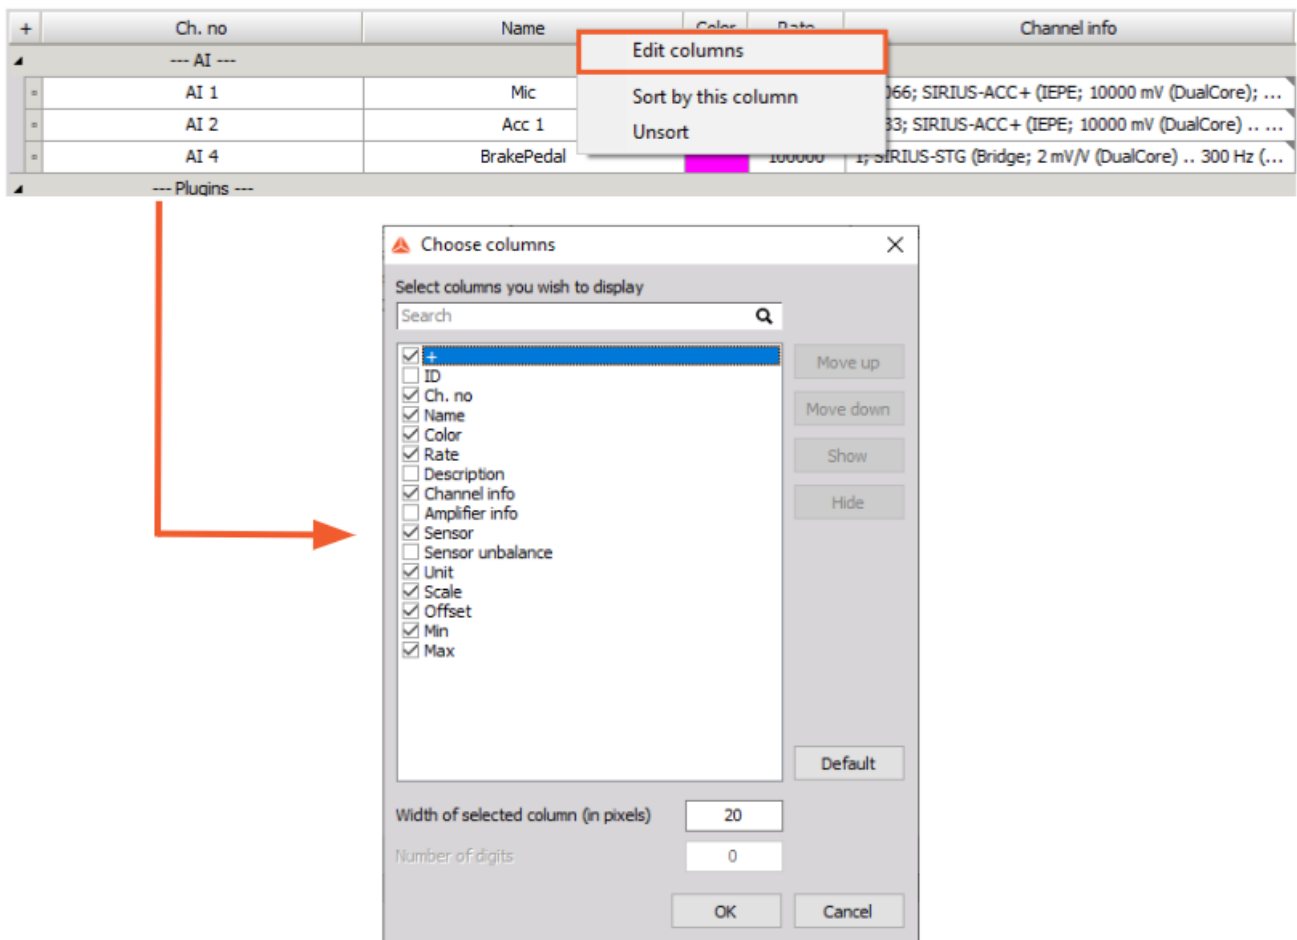 + Ch. no Name Color Rate Channel info
Edit columns
--- AI ---
AI 1 Mic 066; SIRIUS-ACC+ (IEPE; 10000 mV (DualCore); ...
Sort by this column
AI 2 Acc 1 33; SIRIUS-ACC+ (IEPE; 10000 mV (DualCore) .. ...
Unsort
AI 4 BrakePedal 100000 1; SIRIUS-STG (Bridge; 2 mV/V (DualCore) .. 300 Hz (...
--- Plugins ---
Choose columns
Select columns you wish to display
Search
+
ID
Ch. no
Name
Color
Rate
Description
Channel info
Amplifier info
Sensor
Sensor unbalance
Unit
Scale
Offset
Min
Max
Move up
Move down
Show
Hide
Default
Width of selected column (in pixels) 20
Number of digits 0
OK Cancel